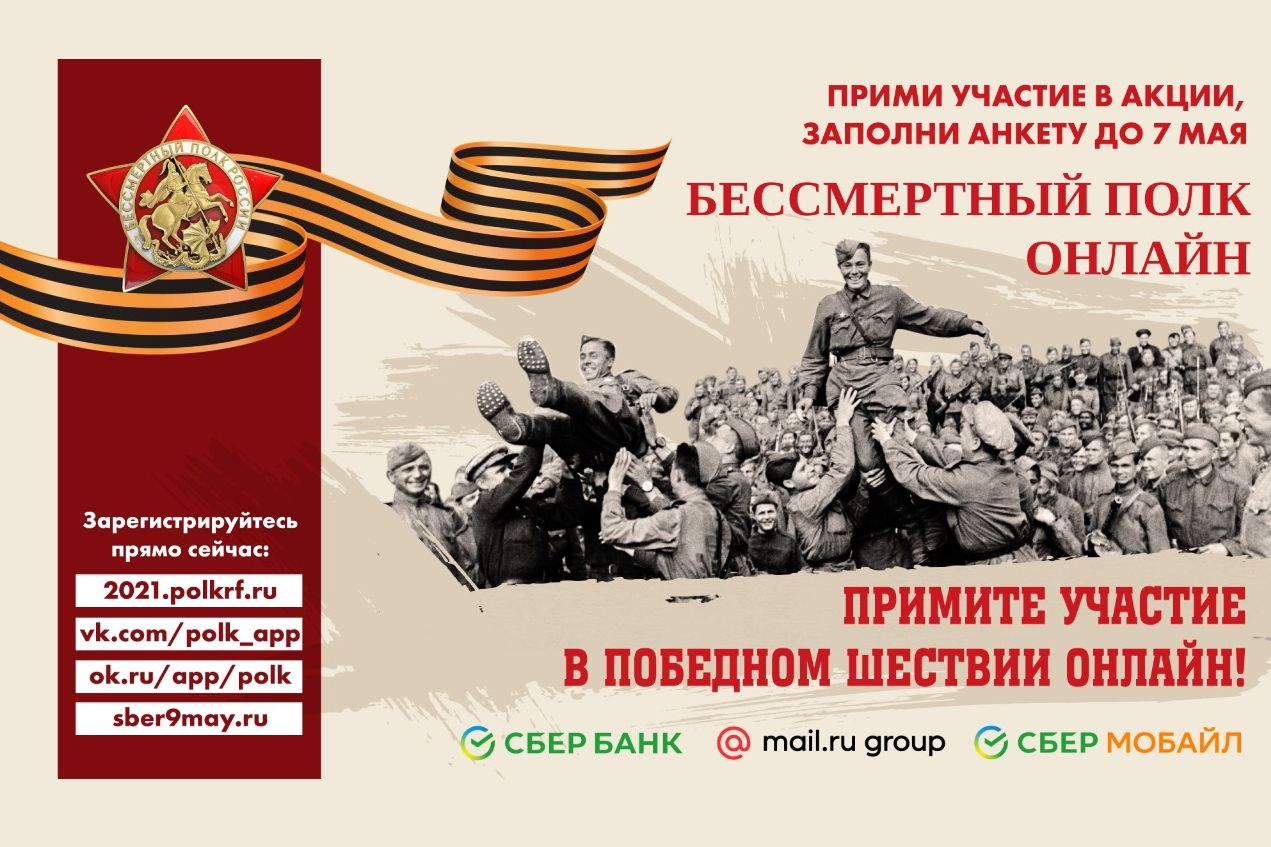 БЕССМЕРТНЫЙ ПОЛК РОССИИ
ПРИМИ УЧАСТИЕ В АКЦИИ,
ЗАПОЛНИ АНКЕТУ ДО 7 МАЯ
БЕССМЕРТНЫЙ ПОЛК
ОНЛАЙН
Зарегистрируйтесь
прямо сейчас:
2021.polkrf.ru
vk.com/polk_app
ok.ru/app/polk
sber9may.ru
ПРИМИТЕ УЧАСТИЕ
В ПОБЕДНОМ ШЕСТВИИ ОНЛАЙН!
СБЕР БАНК @ mail.ru group СБЕР МОБАЙЛ